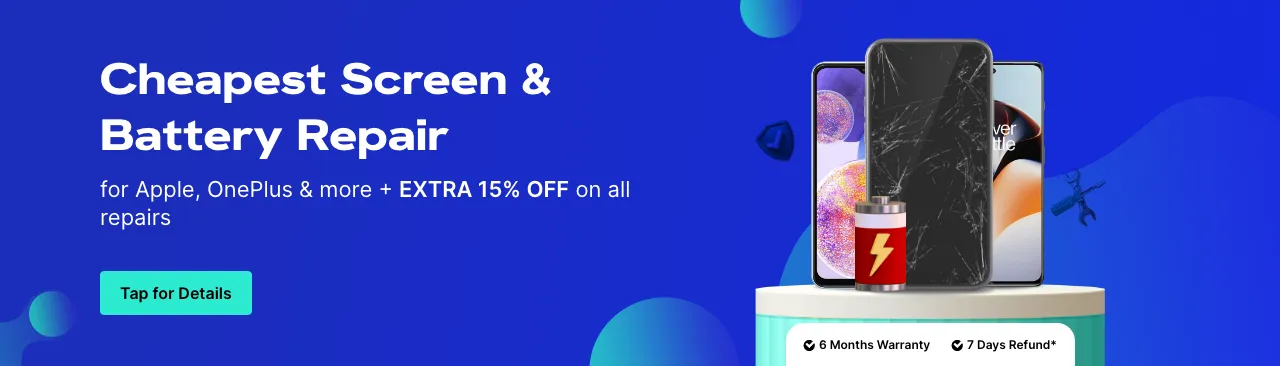 Cheapest Screen &
Battery Repair
for Apple, OnePlus & more + EXTRA 15% OFF on all
repairs
Tap for Details
6 Months Warranty
7 Days Refund*